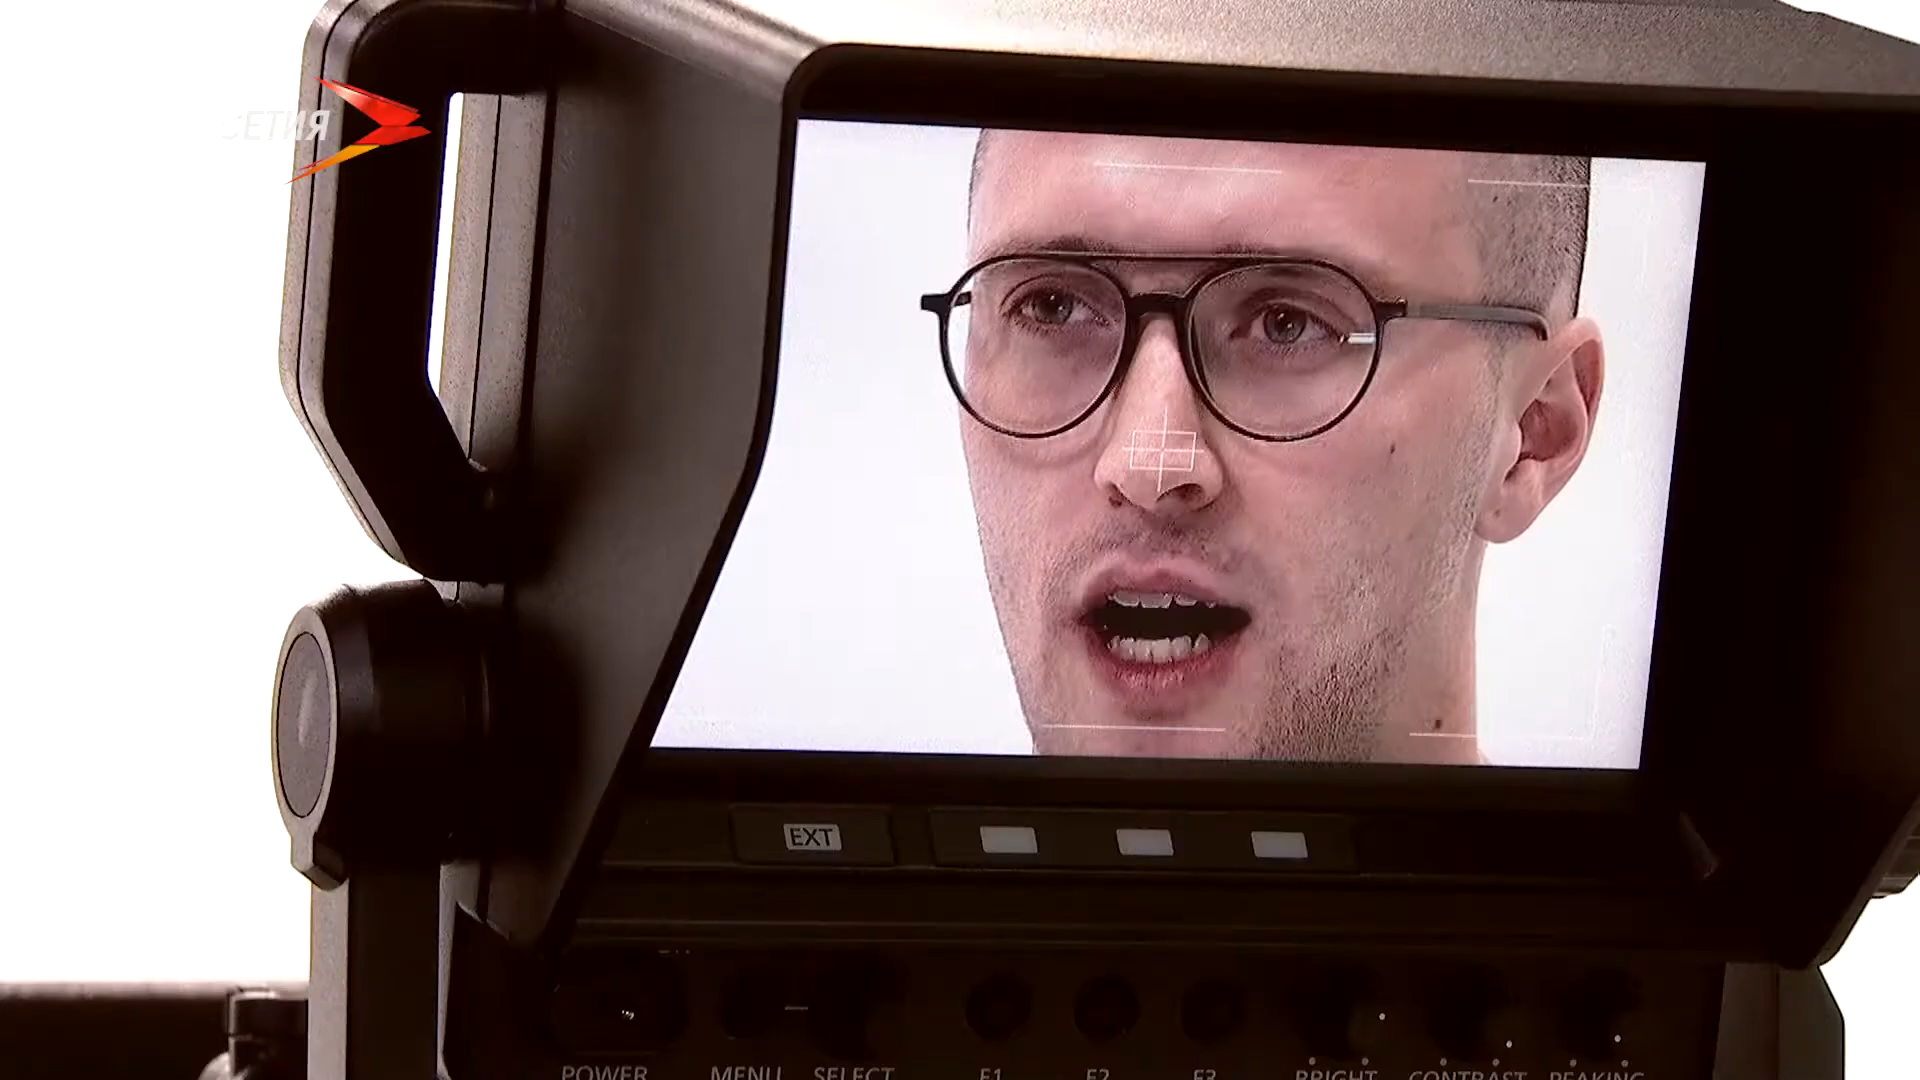 СЕТИЯ
EXT
POWER MENU SELECT F1 F2 F3 BRIGHT CONTRAST PEAKING